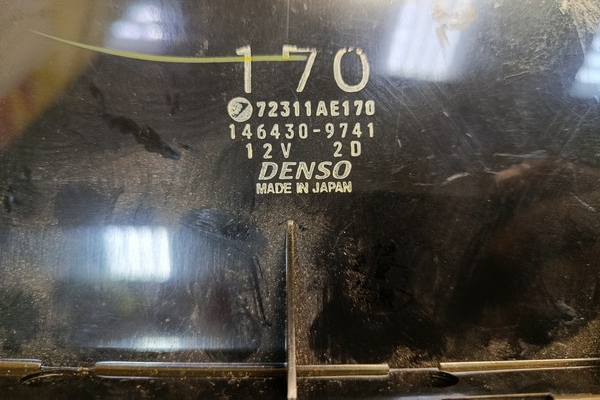 170
72311AE170
146430-9741
12V 2D
DENSO
MADE IN JAPAN